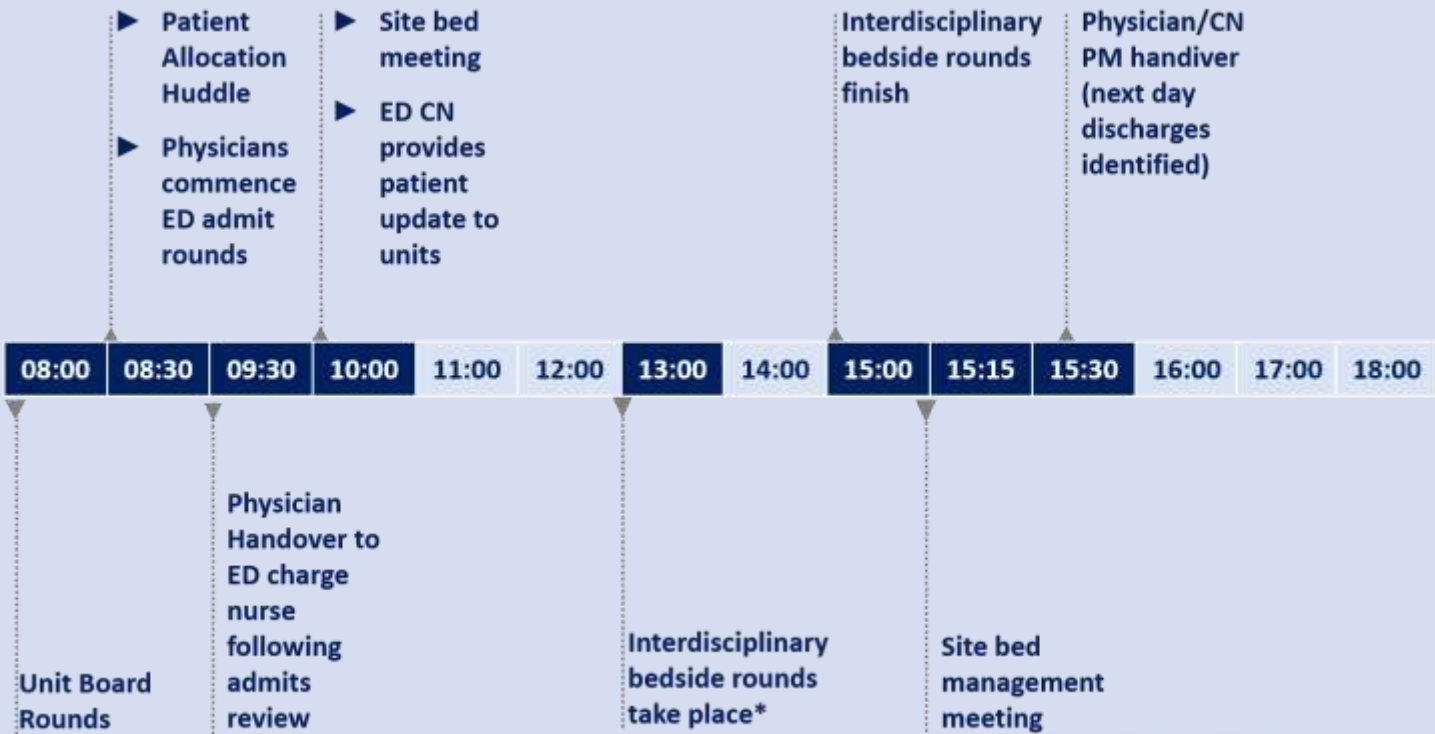 Patient
Allocation
Huddle
Physicians
commence
ED admit
rounds
Site bed
meeting
ED CN
provides
patient
update to
units
Interdisciplinary
bedside rounds
finish
Physician/CN
PM handiver
(next day
discharges
identified)
08:00 08:30 09:30 10:00 11:00 12:00 13:00 14:00 15:00 15:15 15:30 16:00 17:00 18:00
Unit Board
Rounds
Physician
Handover to
ED charge
nurse
following
admits
review
Interdisciplinary
bedside rounds
take place*
Site bed
management
meeting